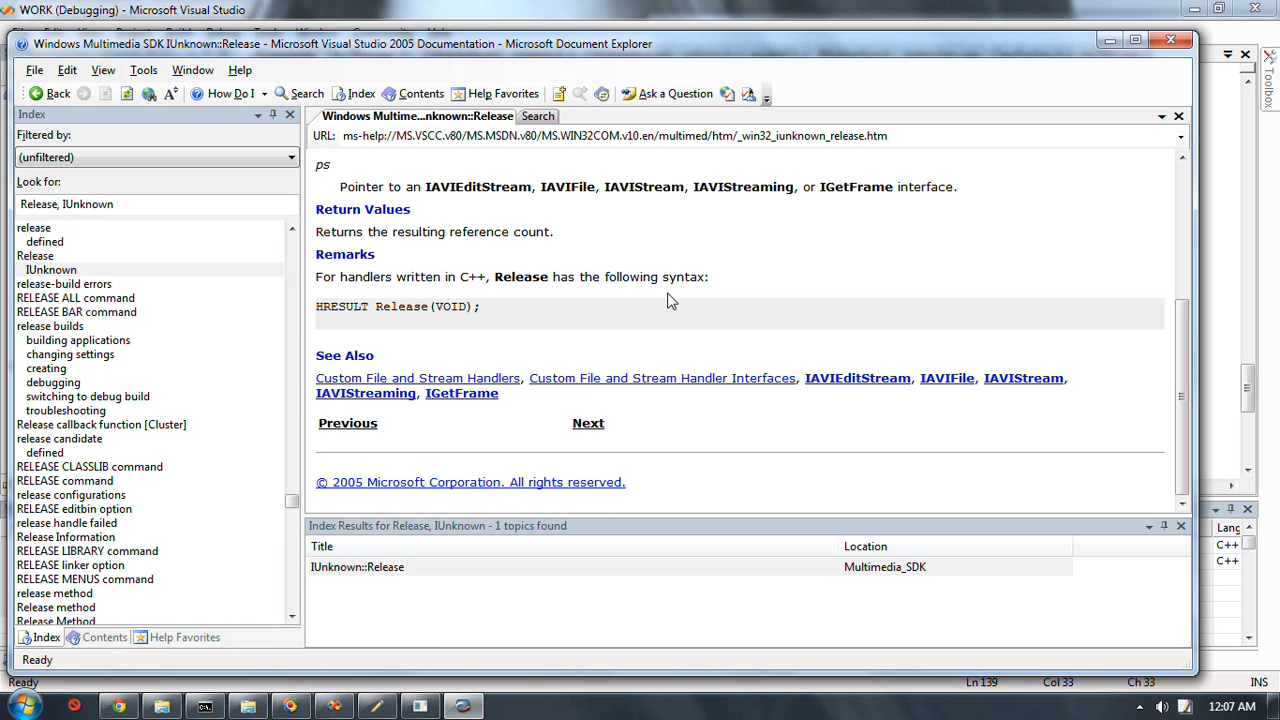 WORK (Debugging) - Microsoft Visual Studio
Windows Multimedia SDK IUnknown::Release - Microsoft Visual Studio 2005 Documentation - Microsoft Document Explorer
File Edit View Tools Window Help
Back How Do I Search Index Contents Help Favorites Ask a Question
Toolbox
Index
Windows Multime...nknown::Release Search
Filtered by:
URL: ms-help://MS.VSCC.v80/MS.MSDN.v80/MS.WIN32COM.v10.en/multimed/htm/_win32_iunknown_release.htm
(unfiltered)
Look for:
Release, IUnknown
release
defined
Release
IUnknown
release-build errors
RELEASE ALL command
RELEASE BAR command
release builds
building applications
changing settings
creating
debugging
switching to debug build
troubleshooting
Release callback function [Cluster]
release candidate
defined
RELEASE CLASSLIB command
RELEASE command
release configurations
RELEASE editbin option
release handle failed
Release Information
RELEASE LIBRARY command
RELEASE linker option
RELEASE MENUS command
release method
Release method
Release Method
Index Contents Help Favorites
ps
Pointer to an IAVIEditStream, IAVIFile, IAVIStream, IAVIStreaming, or IGetFrame interface.
Return Values
Returns the resulting reference count.
Remarks
For handlers written in C++, Release has the following syntax:
HRESULT Release(VOID);
See Also
Custom File and Stream Handlers, Custom File and Stream Handler Interfaces, IAVIEditStream, IAVIFile, IAVIStream,
IAVIStreaming, IGetFrame
Previous Next
© 2005 Microsoft Corporation. All rights reserved.
Index Results for Release, IUnknown - 1 topics found
Title Location
IUnknown::Release Multimedia_SDK
Lang
C++
C++
Ready
Ready Ln 139 Col 33 Ch 33 INS
12:07 AM